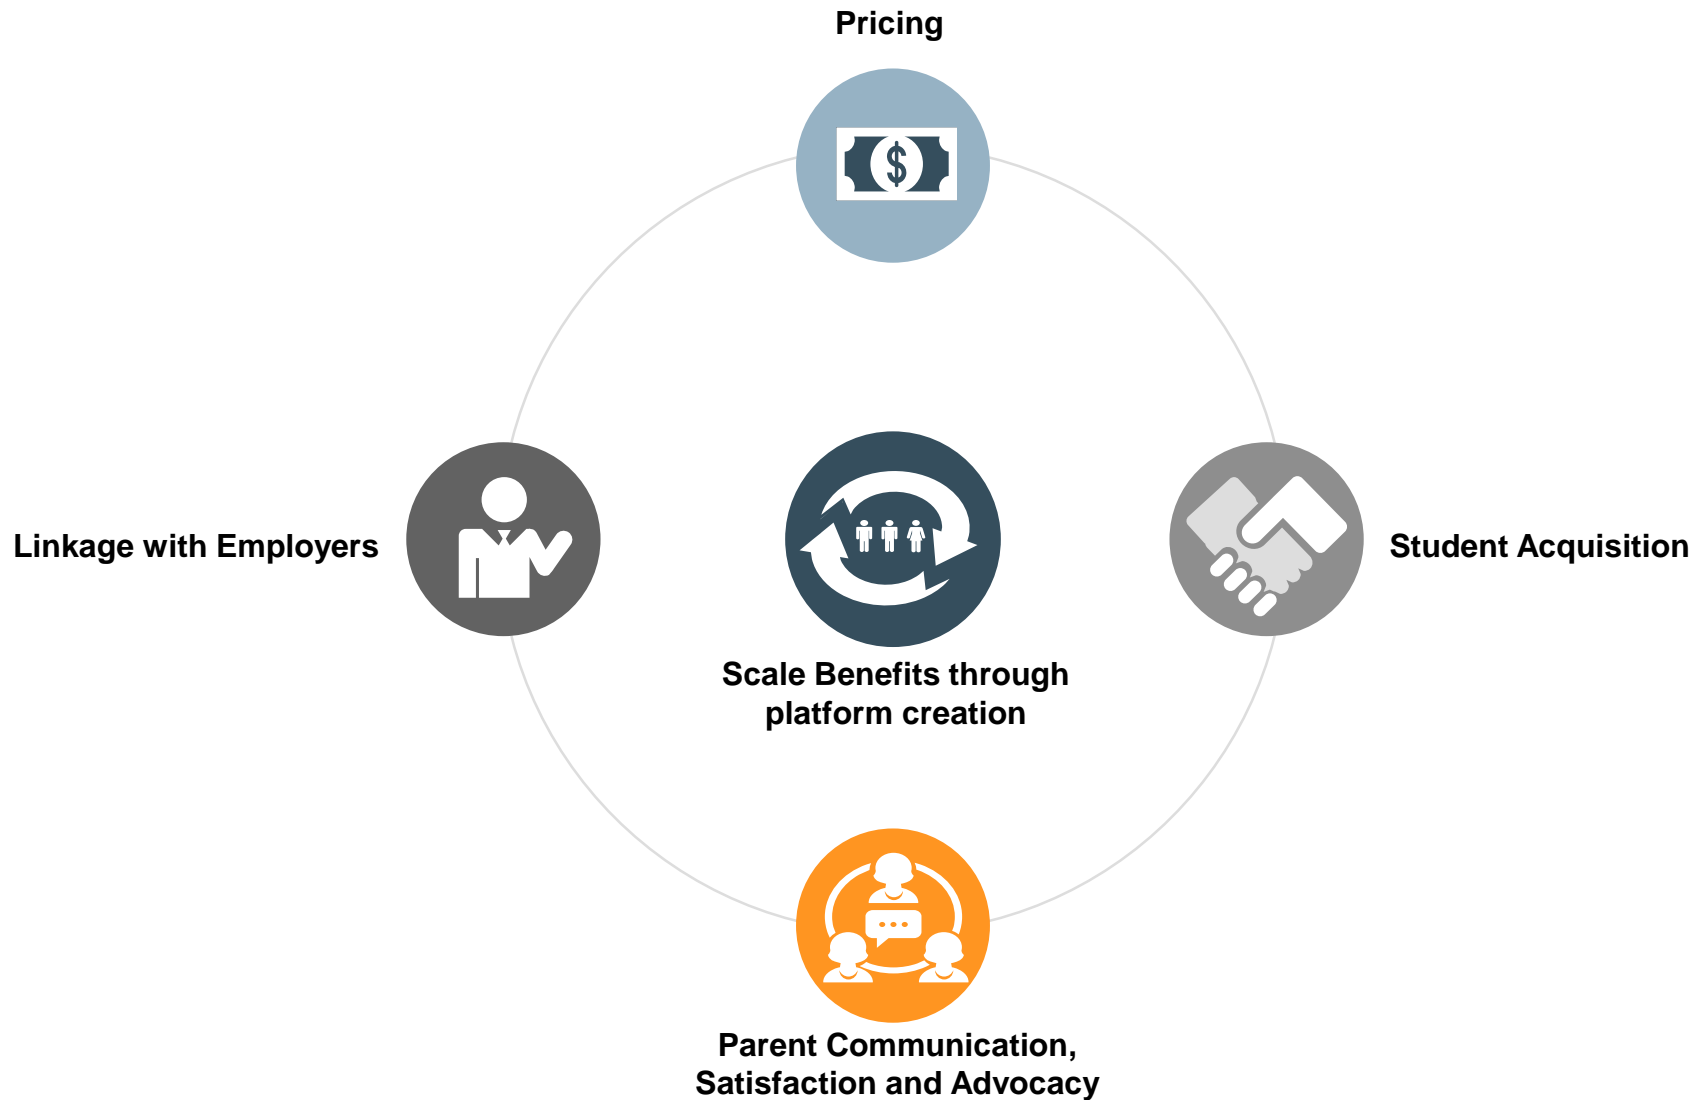 Pricing
$
Linkage with Employers
Student Acquisition
Scale Benefits through
platform creation
Parent Communication,
Satisfaction and Advocacy